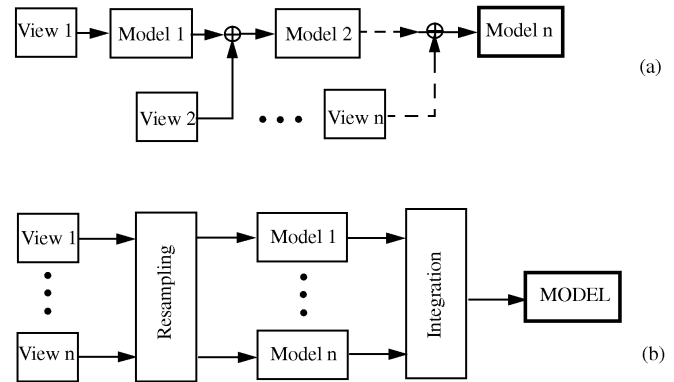 View 1
Model 1
Model 2
Model n
(a)
View 2
View n
View 1
Resampling
Model 1
Integration
MODEL
View n
Model n
(b)